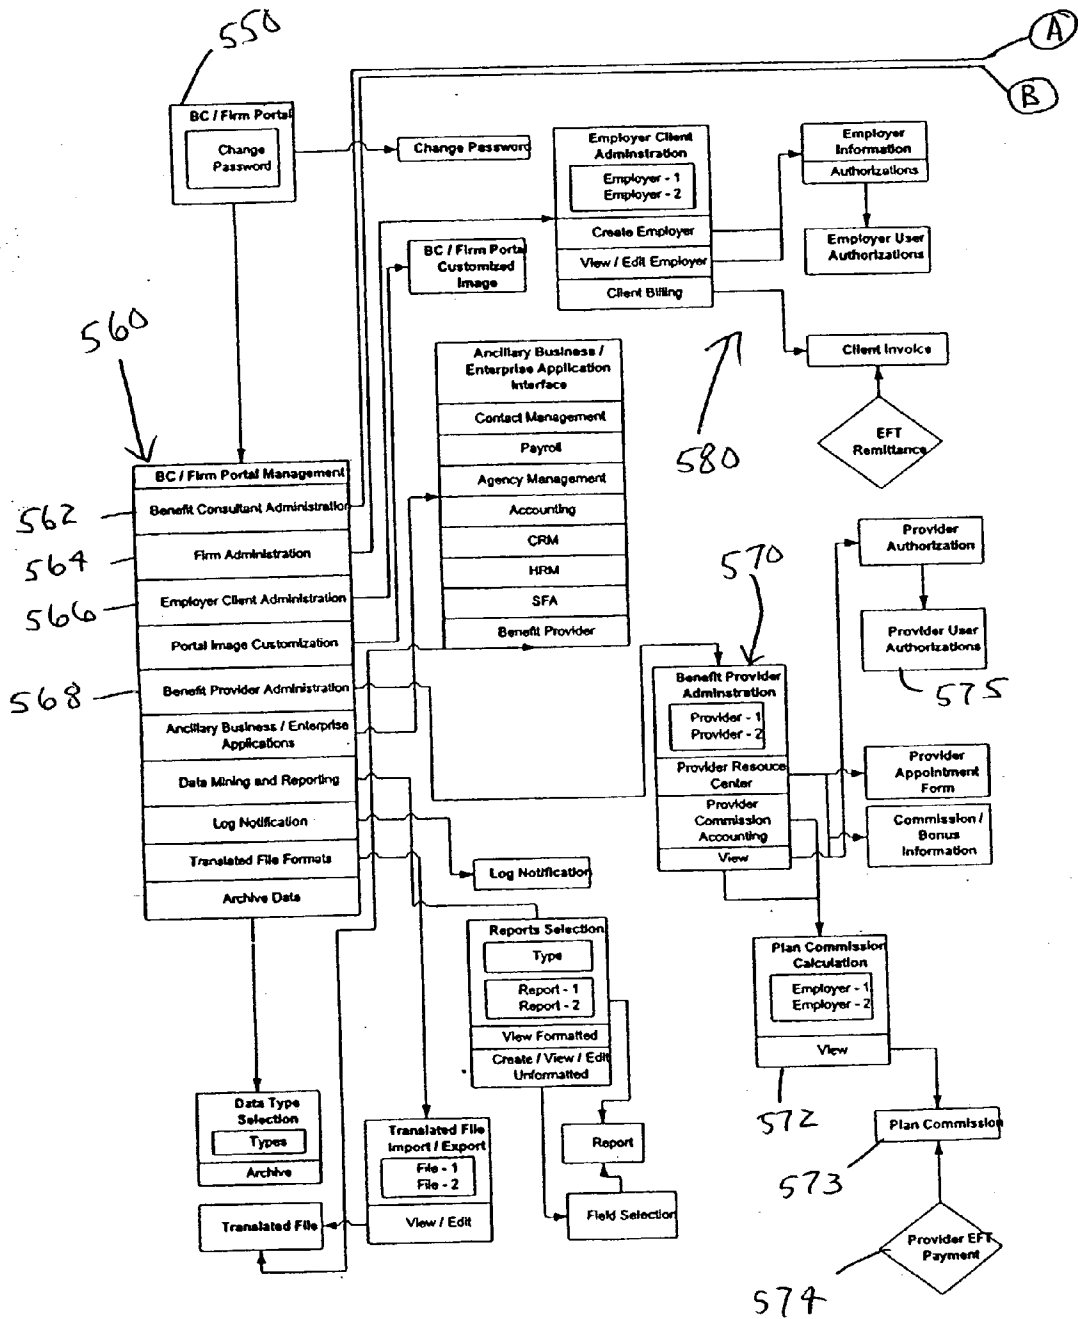 550
A
B
BC / Firm Portal
Change
Password
Change Password
Employer Client
Adminstration
Employer - 1
Employer - 2
Create Employer
View / Edit Employer
Client Billing
Employer
Information
Authorizations
Employer User
Authorizations
BC / Firm Portal
Customized
Image
560
580
Client Invoice
EFT
Remittance
Ancillary Business /
Enterprise Application
Interface
Contact Management
Payroll
Agency Management
Accounting
CRM
HRM
SFA
Benefit Provider
BC / Firm Portal Management
562
Benefit Consultant Administration
564
Firm Administration
566
Employer Client Administration
Portal Image Customization
568
Benefit Provider Administration
Ancillary Business / Enterprise
Applications
Data Mining and Reporting
Log Notification
Translated File Formats
Archive Data
570
Provider
Authorization
Provider User
Authorizations
575
Benefit Provider
Adminstration
Provider - 1
Provider - 2
Provider Resouce
Center
Provider
Commission
Accounting
View
Provider
Appointment
Form
Commission /
Bonus
Information
Log Notification
Reports Selection
Type
Report - 1
Report - 2
View Formatted
Create / View / Edit
Unformatted
Plan Commission
Calculation
Employer - 1
Employer - 2
View
572
Plan Commission
573
Provider EFT
Payment
574
Data Type
Selection
Types
Archive
Translated File
Import / Export
File - 1
File - 2
View / Edit
Report
Field Selection
Translated File